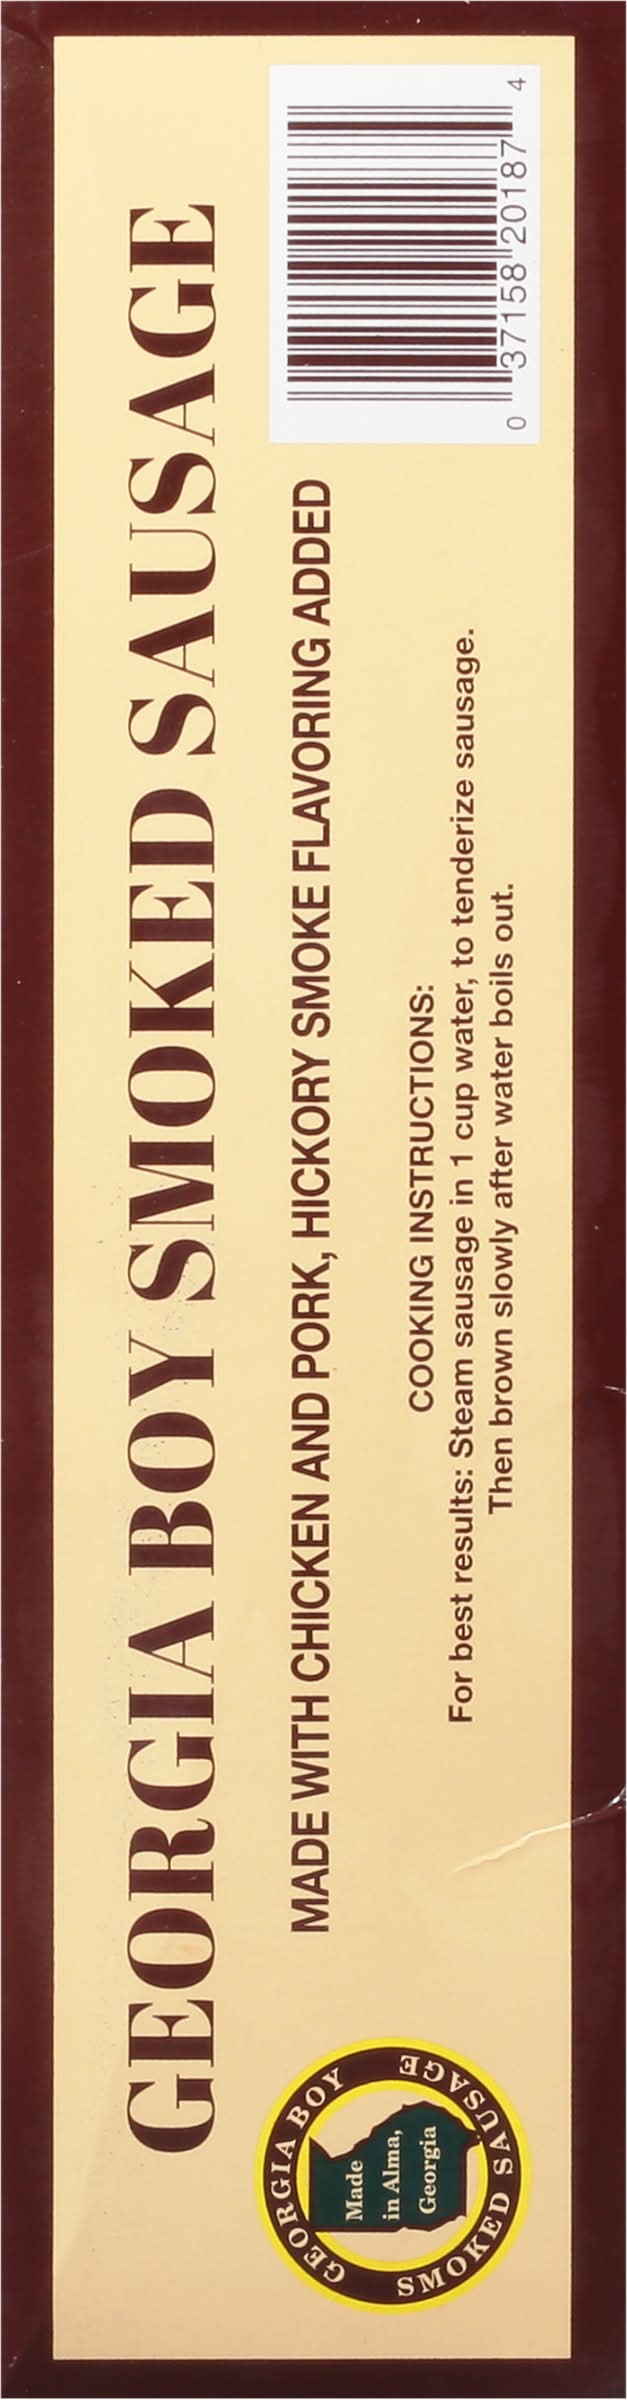 GEORGIA BOY SMOKED SAUSAGE
MADE WITH CHICKEN AND PORK, HICKORY SMOKE FLAVORING ADDED
COOKING INSTRUCTIONS:
For best results: Steam sausage in 1 cup water, to tenderize sausage.
Then brown slowly after water boils out.
GEORGIA BOY
Made
in Alma,
Georgia
SMOKED SAUSAGE
0 37158 20187 4